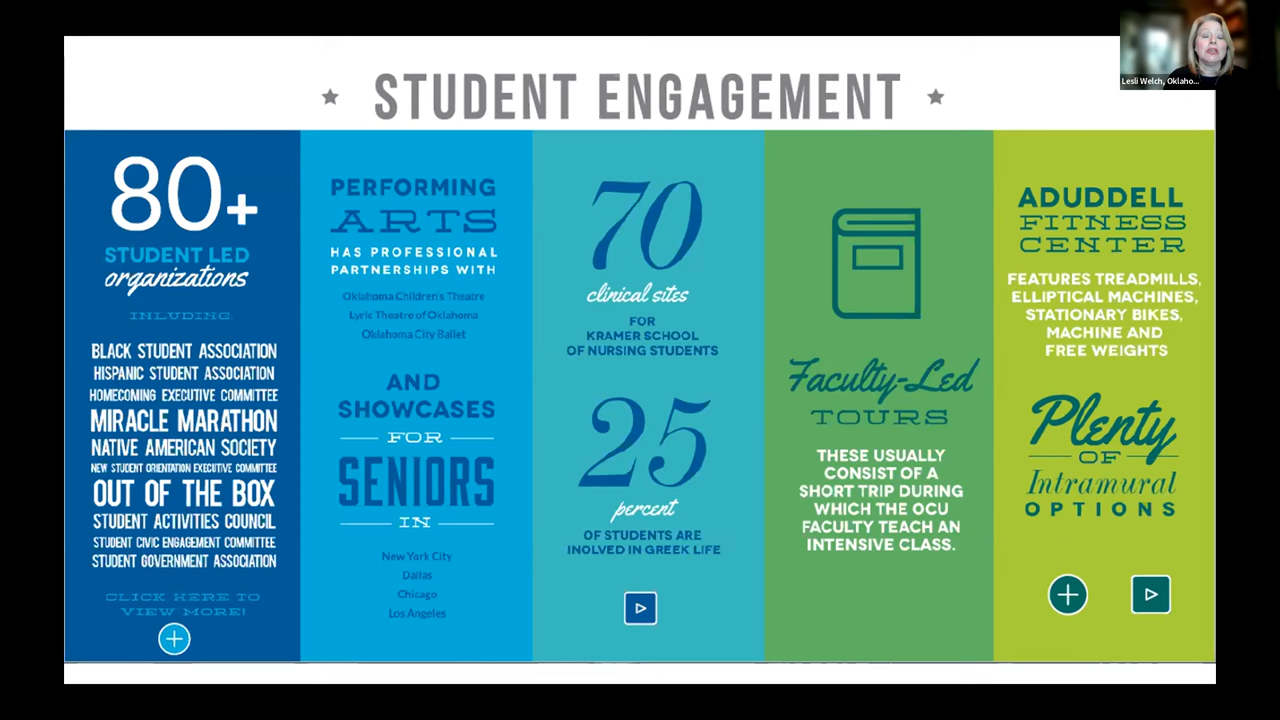 STUDENT ENGAGEMENT
Lesli Welch, Oklaho...
80+
STUDENT LED
organizations
INLUDING:
BLACK STUDENT ASSOCIATION
HISPANIC STUDENT ASSOCIATION
HOMECOMING EXECUTIVE COMMITTEE
MIRACLE MARATHON
NATIVE AMERICAN SOCIETY
NEW STUDENT ORIENTATION EXECUTIVE COMMITTEE
OUT OF THE BOX
STUDENT ACTIVITIES COUNCIL
STUDENT CIVIC ENGAGEMENT COMMITTEE
STUDENT GOVERNMENT ASSOCIATION
CLICK HERE TO
VIEW MORE!
PERFORMING
ARTS
HAS PROFESSIONAL
PARTNERSHIPS WITH
Oklahoma Children's Theatre
Lyric Theatre of Oklahoma
Oklahoma City Ballet
AND
SHOWCASES
FOR
SENIORS
IN
New York City
Dallas
Chicago
Los Angeles
70
clinical sites
FOR
KRAMER SCHOOL
OF NURSING STUDENTS
25
percent
OF STUDENTS ARE
INOLVED IN GREEK LIFE
Faculty-Led
TOURS
THESE USUALLY
CONSIST OF A
SHORT TRIP DURING
WHICH THE OCU
FACULTY TEACH AN
INTENSIVE CLASS.
ADUDDELL
FITNESS
CENTER
FEATURES TREADMILLS,
ELLIPTICAL MACHINES,
STATIONARY BIKES,
MACHINE AND
FREE WEIGHTS
Plenty
OF
Intramural
OPTIONS